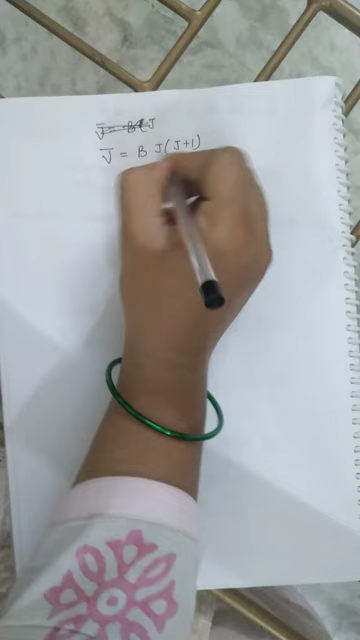 v̄ = B J(J+1)